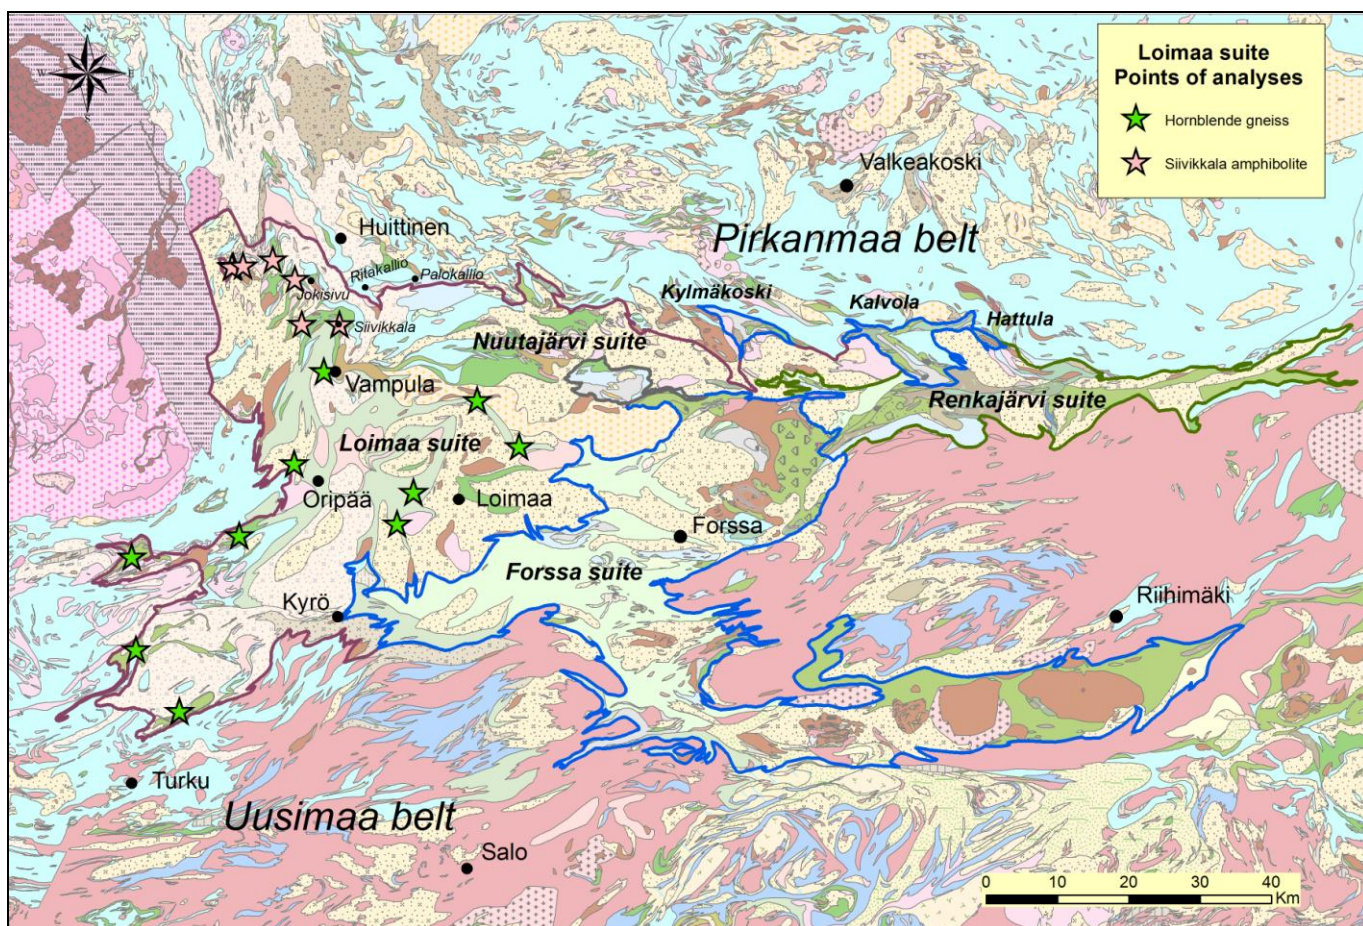 Loimaa suite
Points of analyses
Hornblende gneiss
Siivikkala amphibolite
N
W
E
Valkeakoski
Huittinen
Pirkanmaa belt
Ritakallio
Palokallio
Jokisivu
Kylmäkoski
Kalvola
Hattula
Siivikkala
Nuutajärvi suite
Vampula
Renkajärvi suite
Loimaa suite
Oripää
Loimaa
Forssa
Forssa suite
Kyrö
Riihimäki
Turku
Uusimaa belt
Salo
0 10 20 30 40
Km